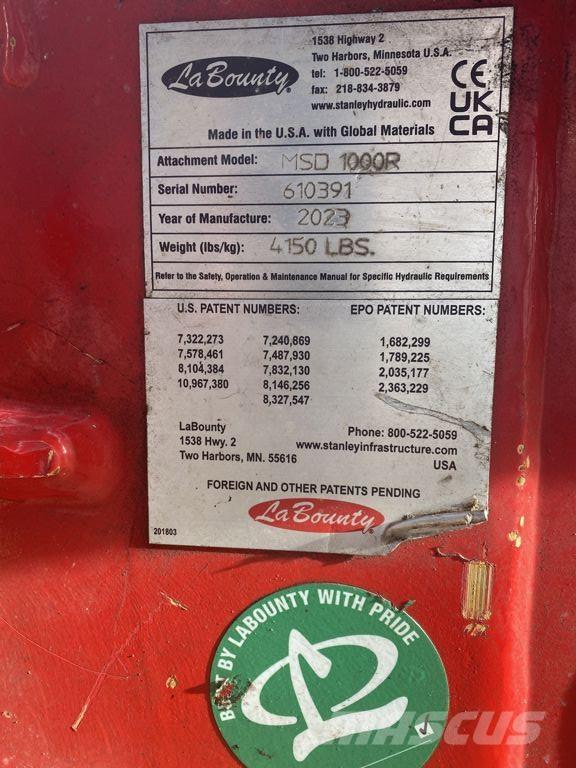 LaBounty
1538 Highway 2
Two Harbors, Minnesota U.S.A.
tel: 1-800-522-5059
fax: 218-834-3879
www.stanleyhydraulic.com
CE
UK
CA
Made in the U.S.A. with Global Materials
Attachment Model: MSD 1000R
Serial Number: 610391
Year of Manufacture: 2023
Weight (lbs/kg): 4150 LBS.
Refer to the Safety, Operation & Maintenance Manual for Specific Hydraulic Requirements
U.S. PATENT NUMBERS: EPO PATENT NUMBERS:
7,322,273 7,240,869 1,682,299
7,578,461 7,487,930 1,789,225
8,104,384 7,832,130 2,035,177
10,967,380 8,146,256 2,363,229
8,327,547
LaBounty Phone: 800-522-5059
1538 Hwy. 2 www.stanleyinfrastructure.com
Two Harbors, MN. 55616 USA
FOREIGN AND OTHER PATENTS PENDING
LaBounty
201803
BUILT BY LABOUNTY WITH PRIDE
MASCUS